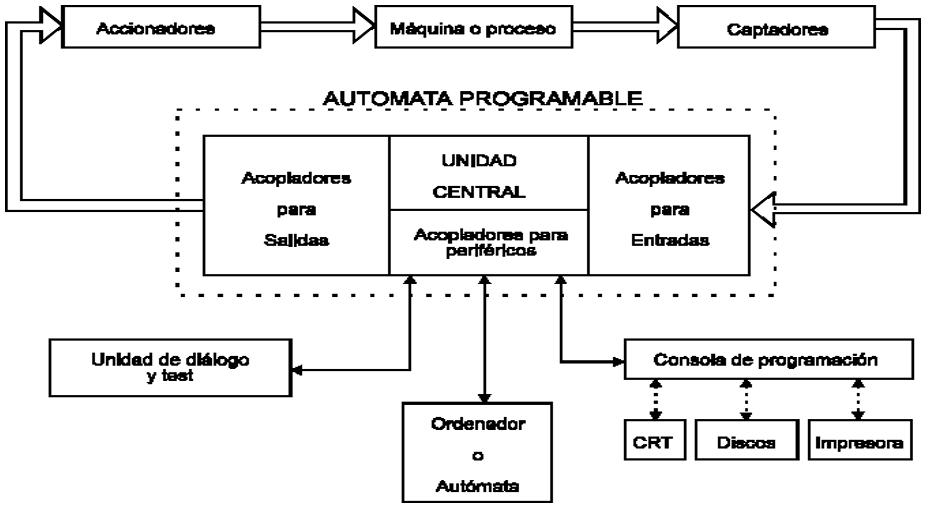 Accionadores
Máquina o proceso
Captadores
AUTOMATA PROGRAMABLE
Acopladores
para
Salidas
UNIDAD
CENTRAL
Acopladores para
periféricos
Acopladores
para
Entradas
Unidad de diálogo
y test
Ordenador
o
Autómata
Consola de programación
CRT
Discos
Impresora